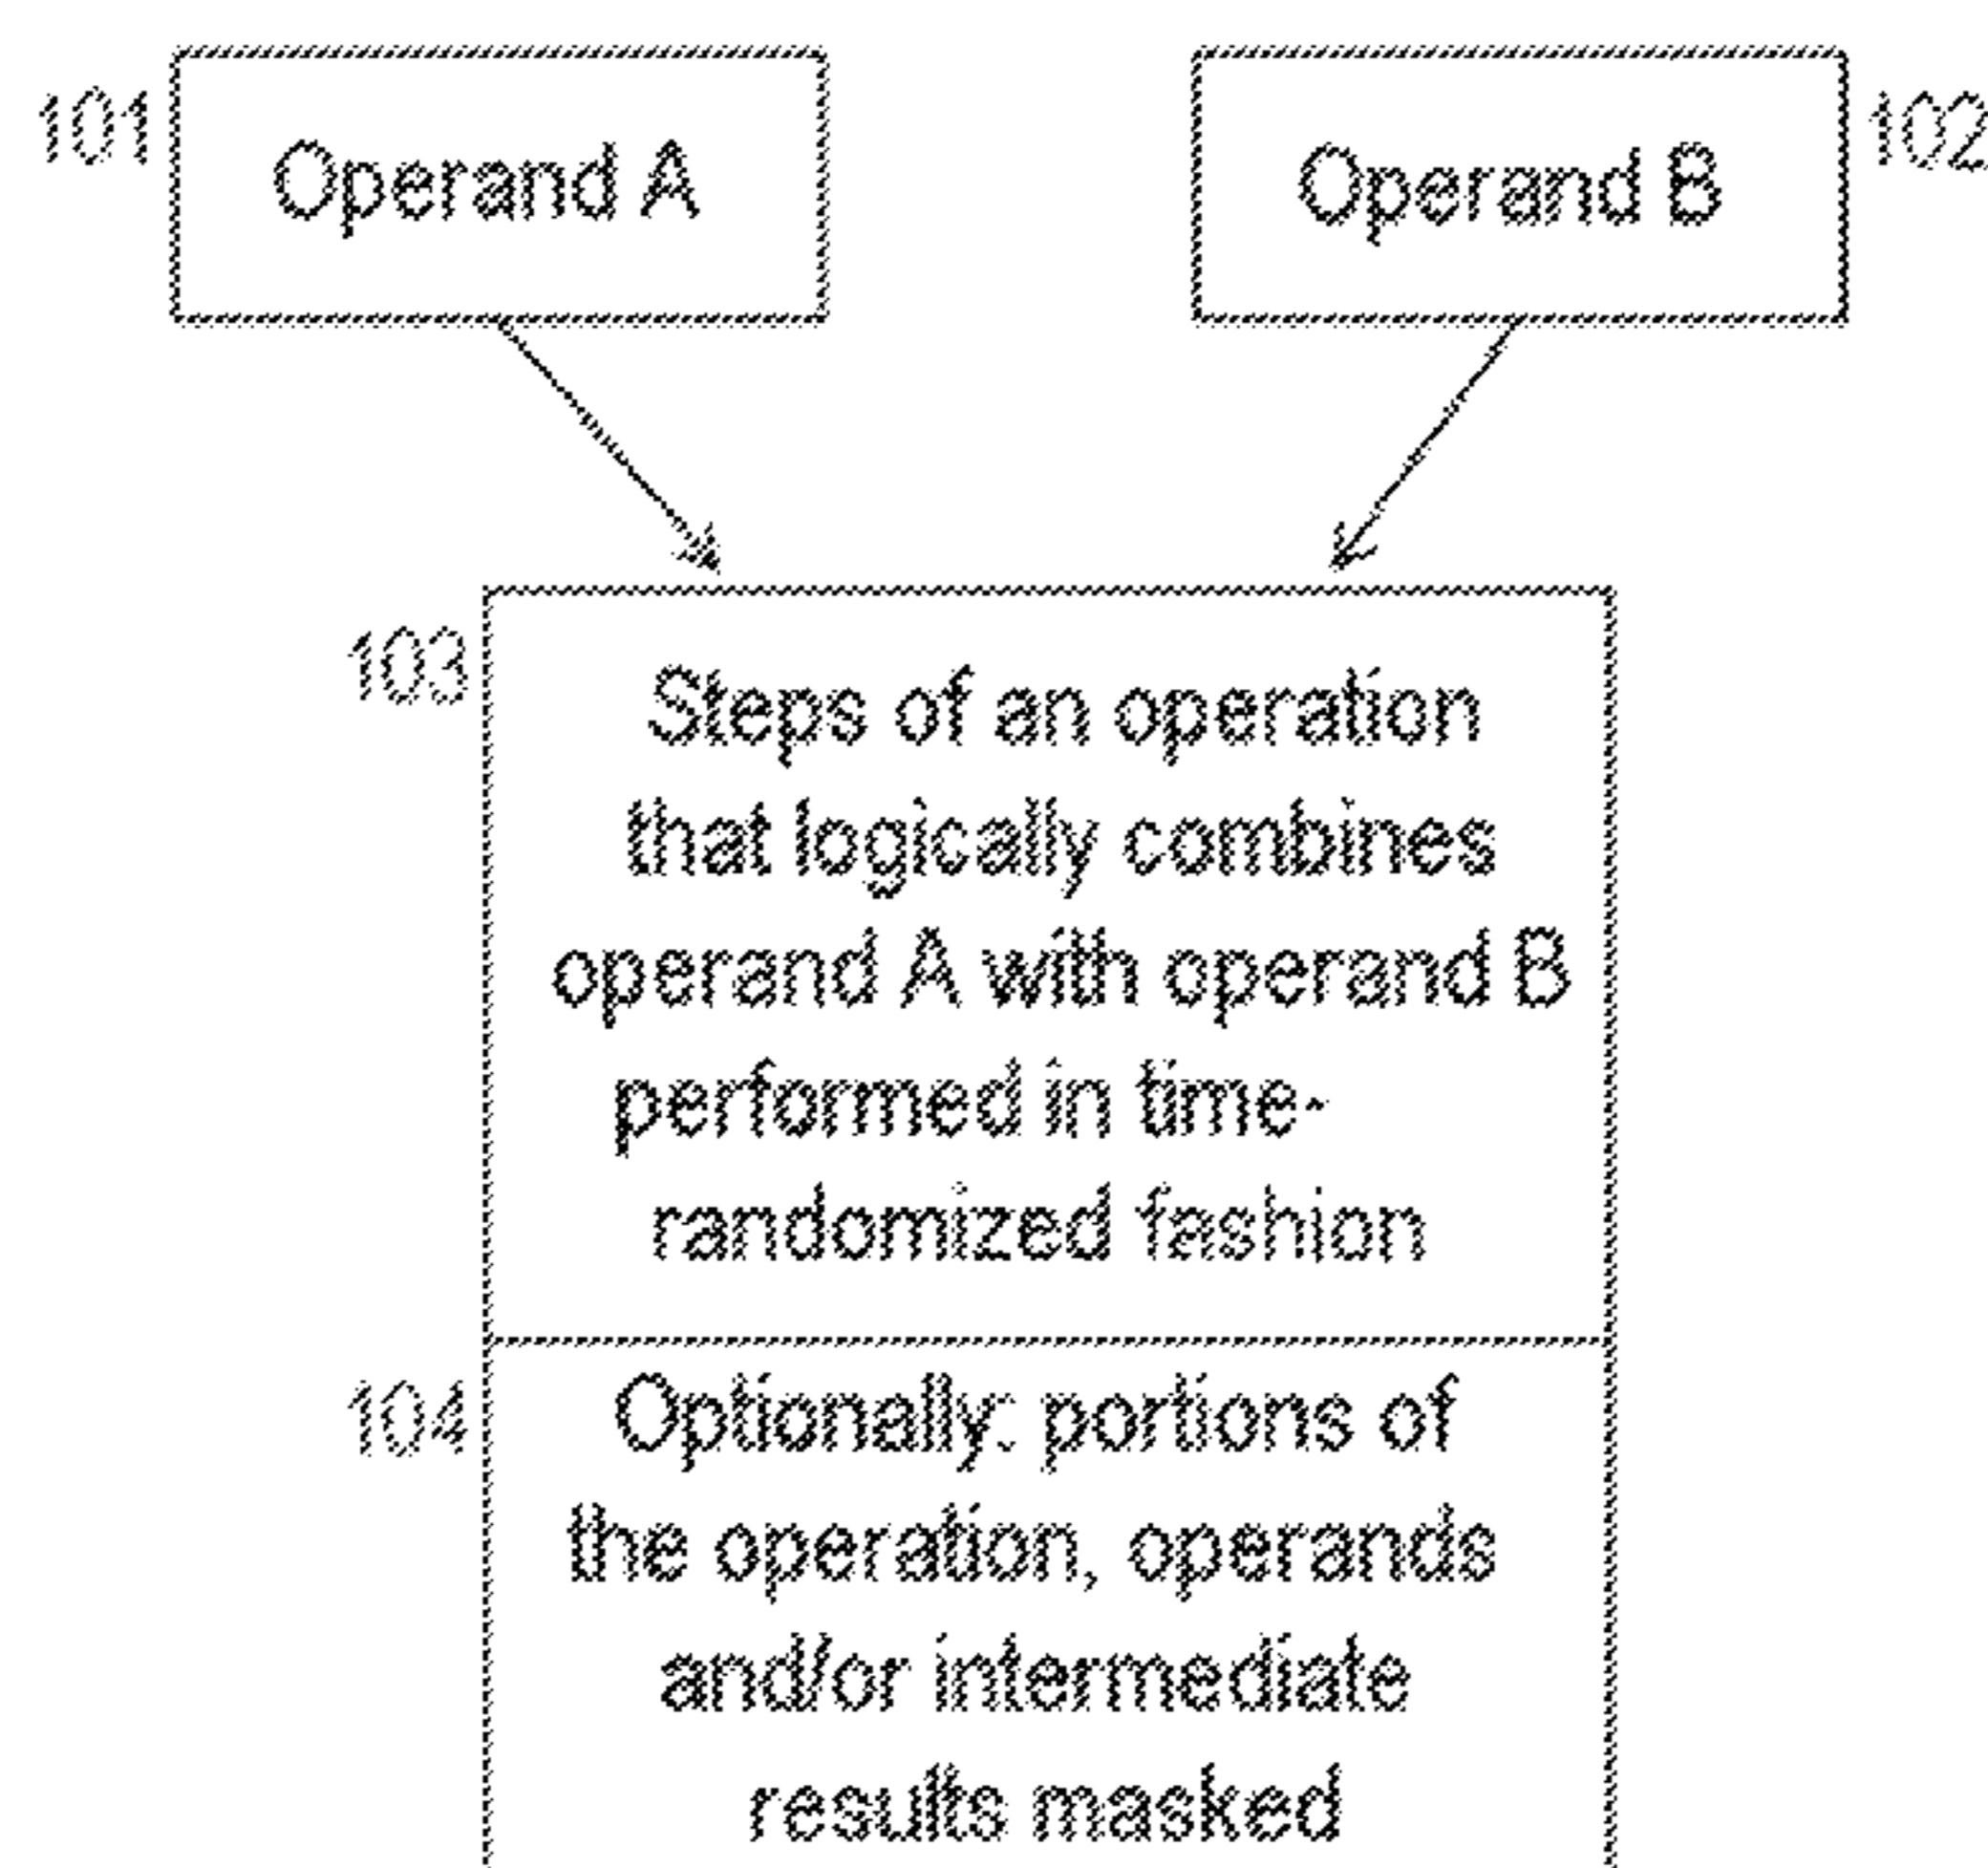 101
Operand A
Operand B
102
103
Steps of an operation
that logically combines
operand A with operand B
performed in time-
randomized fashion
104
Optionally: portions of
the operation, operands
and/or intermediate
results masked